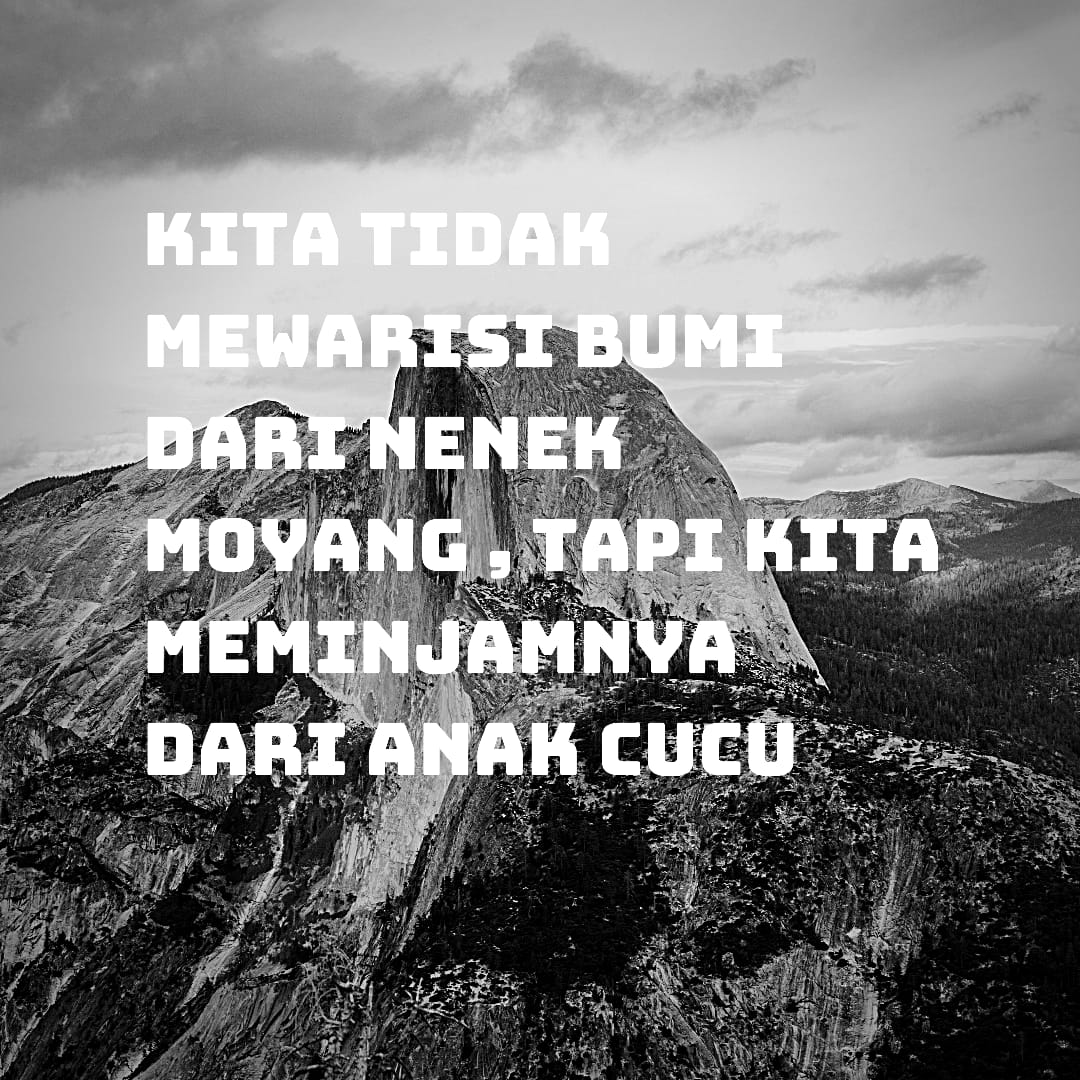 KITA TIDAK
MEWARISI BUMI
DARI NENEK
MOYANG , TAPI KITA
MEMINJAMNYA
DARI ANAK CUCU